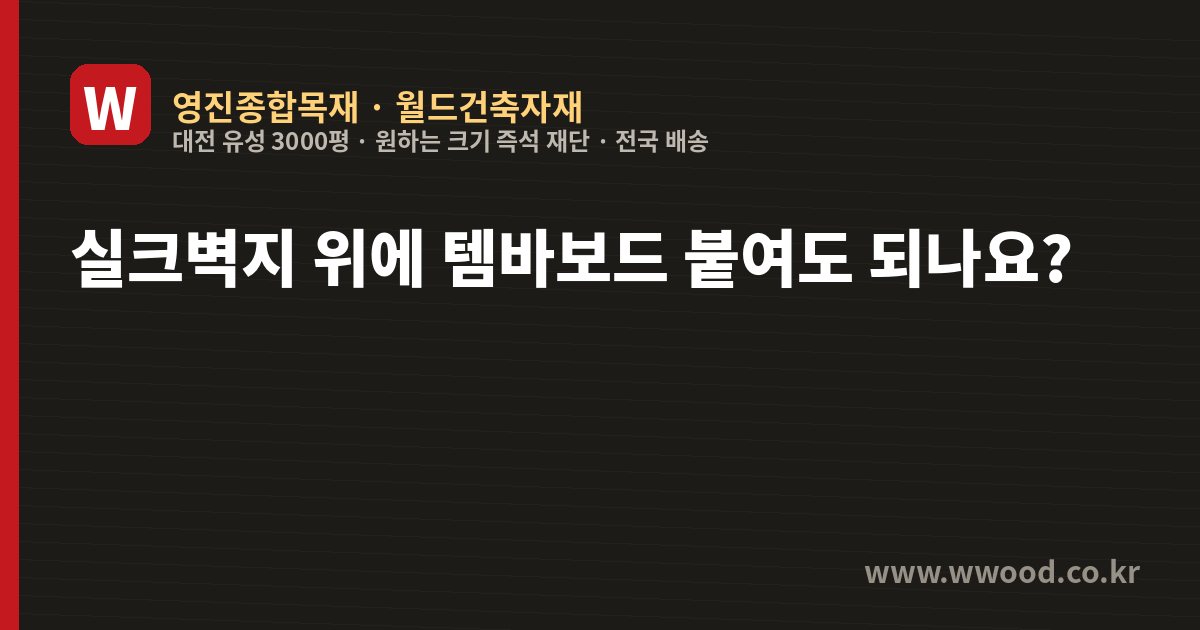 W
영진종합목재 · 월드건축자재
대전 유성 3000평 · 원하는 크기 즉석 재단 · 전국 배송
실크벽지 위에 템바보드 붙여도 되나요?
www.wwood.co.kr